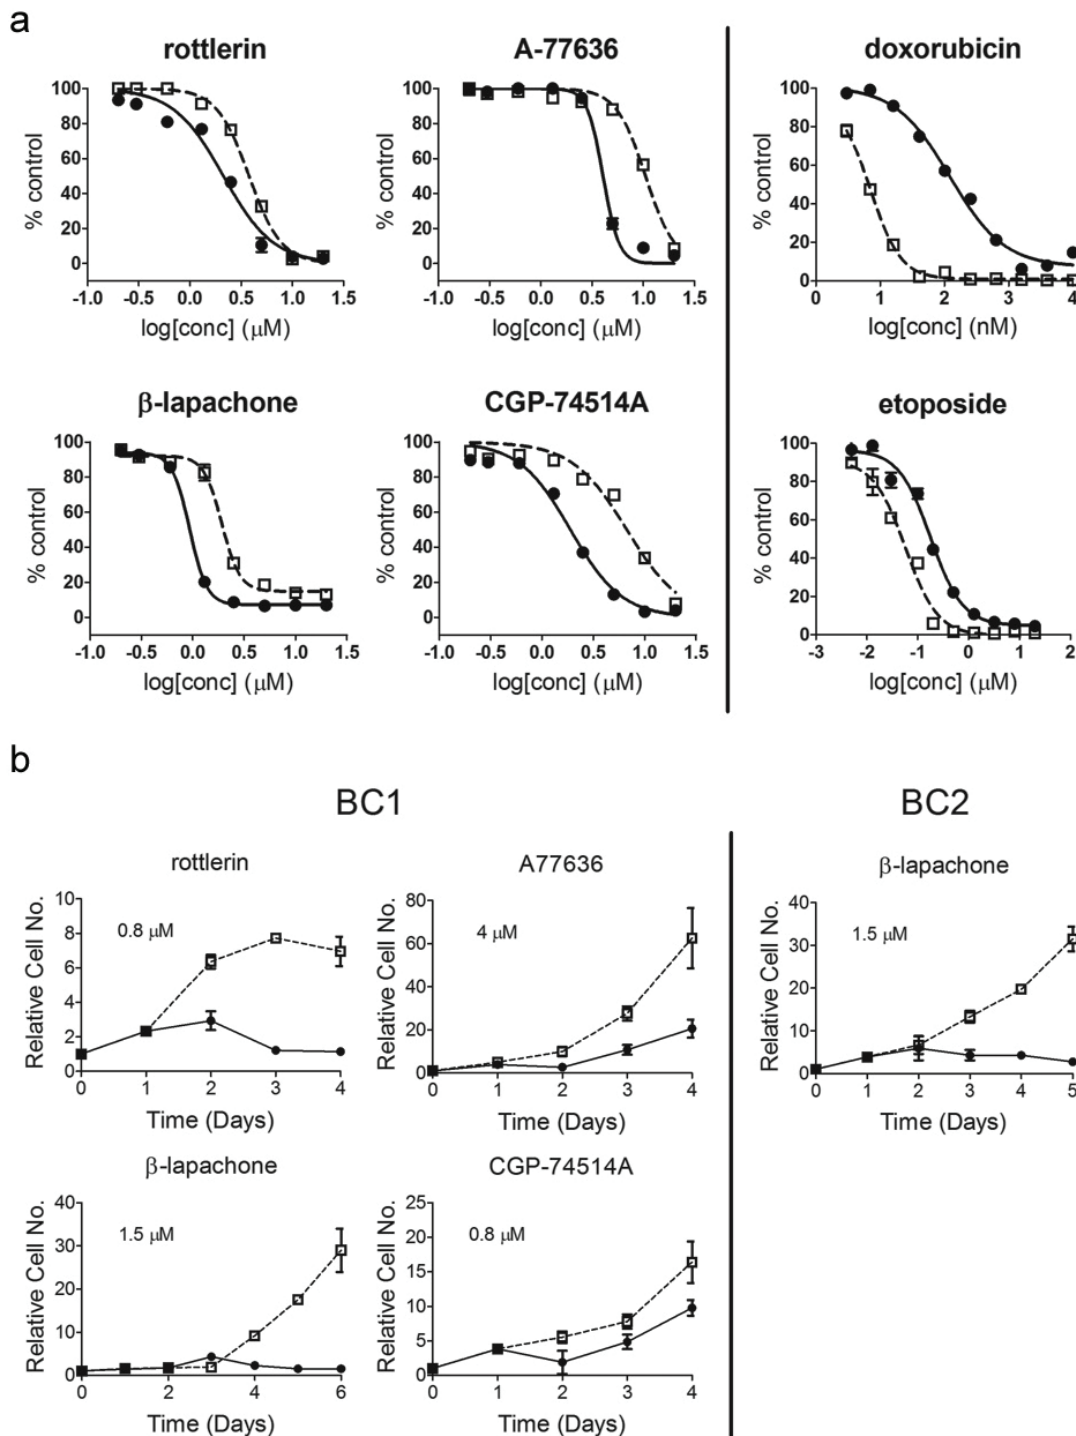 a
rottlerin
A-77636
doxorubicin
% control
100
80
60
40
20
0
-1.0 -0.5 0.0 0.5 1.0 1.5
log[conc] (μM)
% control
100
80
60
40
20
0
-1.0 -0.5 0.0 0.5 1.0 1.5
log[conc] (μM)
% control
100
80
60
40
20
0
0 1 2 3 4
log[conc] (nM)
β-lapachone
CGP-74514A
etoposide
% control
100
80
60
40
20
0
-1.0 -0.5 0.0 0.5 1.0 1.5
log[conc] (μM)
% control
100
80
60
40
20
0
-1.0 -0.5 0.0 0.5 1.0 1.5
log[conc] (μM)
% control
100
80
60
40
20
0
-3 -2 -1 0 1 2
log[conc] (μM)
b
BC1
BC2
rottlerin
A77636
β-lapachone
Relative Cell No.
10
8
6
4
2
0
0.8 μM
0 1 2 3 4
Time (Days)
Relative Cell No.
80
60
40
20
0
4 μM
0 1 2 3 4
Time (Days)
Relative Cell No.
40
30
20
10
0
1.5 μM
0 1 2 3 4 5
Time (Days)
β-lapachone
CGP-74514A
Relative Cell No.
40
30
20
10
0
1.5 μM
0 2 4 6
Time (Days)
Relative Cell No.
25
20
15
10
5
0
0.8 μM
0 1 2 3 4
Time (Days)